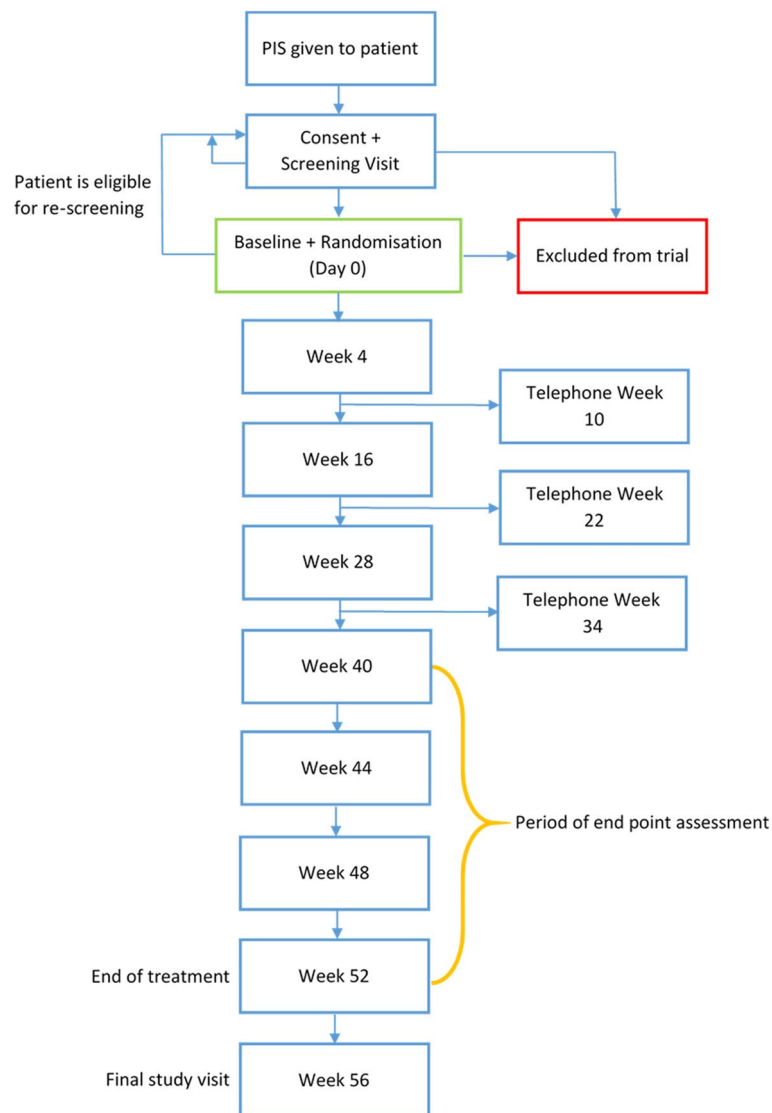 PIS given to patient
Consent +
Screening Visit
Patient is eligible
for re-screening
Baseline + Randomisation
(Day 0)
Excluded from trial
Week 4
Telephone Week
10
Week 16
Telephone Week
22
Week 28
Telephone Week
34
Week 40
Week 44
Period of end point assessment
Week 48
End of treatment
Week 52
Final study visit
Week 56